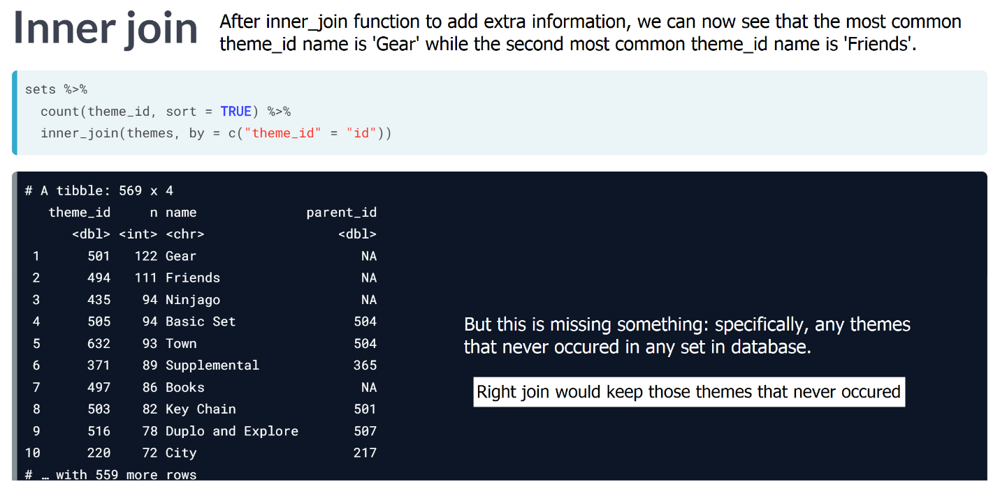 Inner join
After inner_join function to add extra information, we can now see that the most common
theme_id name is 'Gear' while the second most common theme_id name is 'Friends'.
sets %>%
  count(theme_id, sort = TRUE) %>%
  inner_join(themes, by = c("theme_id" = "id"))
# A tibble: 569 x 4
   theme_id     n name              parent_id
      <dbl> <int> <chr>                 <dbl>
 1      501   122 Gear                     NA
 2      494   111 Friends                  NA
 3      435    94 Ninjago                  NA
 4      505    94 Basic Set               504
 5      632    93 Town                    504
 6      371    89 Supplemental            365
 7      497    86 Books                    NA
 8      503    82 Key Chain               501
 9      516    78 Duplo and Explore       507
10      220    72 City                    217
# … with 559 more rows
But this is missing something: specifically, any themes
that never occured in any set in database.
Right join would keep those themes that never occured